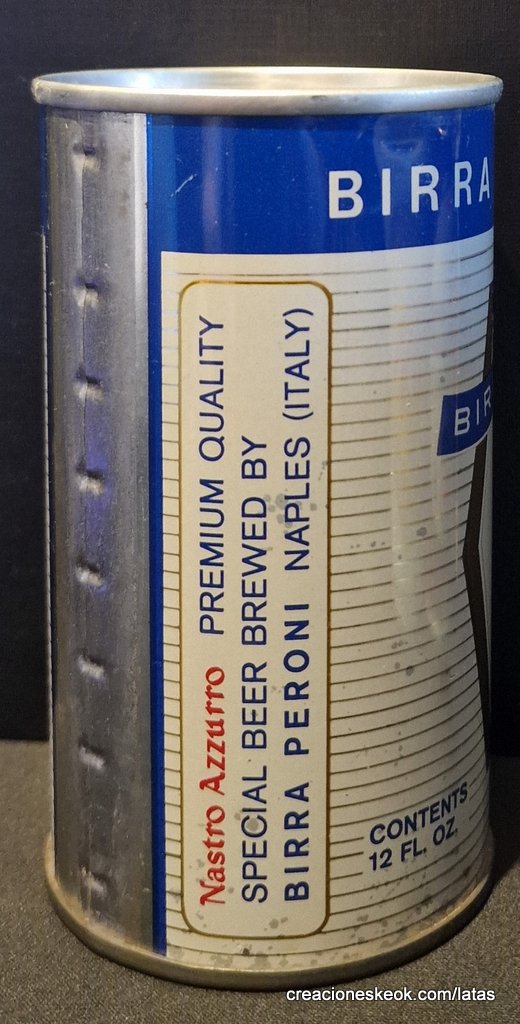 BIRRA
Nastro Azzurro PREMIUM QUALITY
SPECIAL BEER BREWED BY
BIRRA PERONI NAPLES (ITALY)
BIR
CONTENTS
12 FL. OZ.
creacioneskeok.com/latas